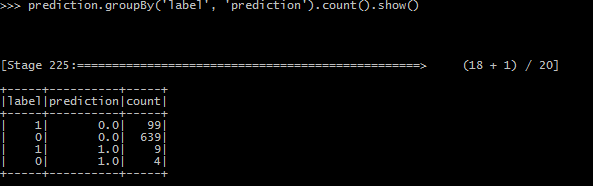 >>> prediction.groupBy('label', 'prediction').count().show()
[Stage 225:==================================================>     (18 + 1) / 20]
+-----+----------+-----+
|label|prediction|count|
+-----+----------+-----+
|    1|       0.0|   99|
|    0|       0.0|  639|
|    1|       1.0|    9|
|    0|       1.0|    4|
+-----+----------+-----+